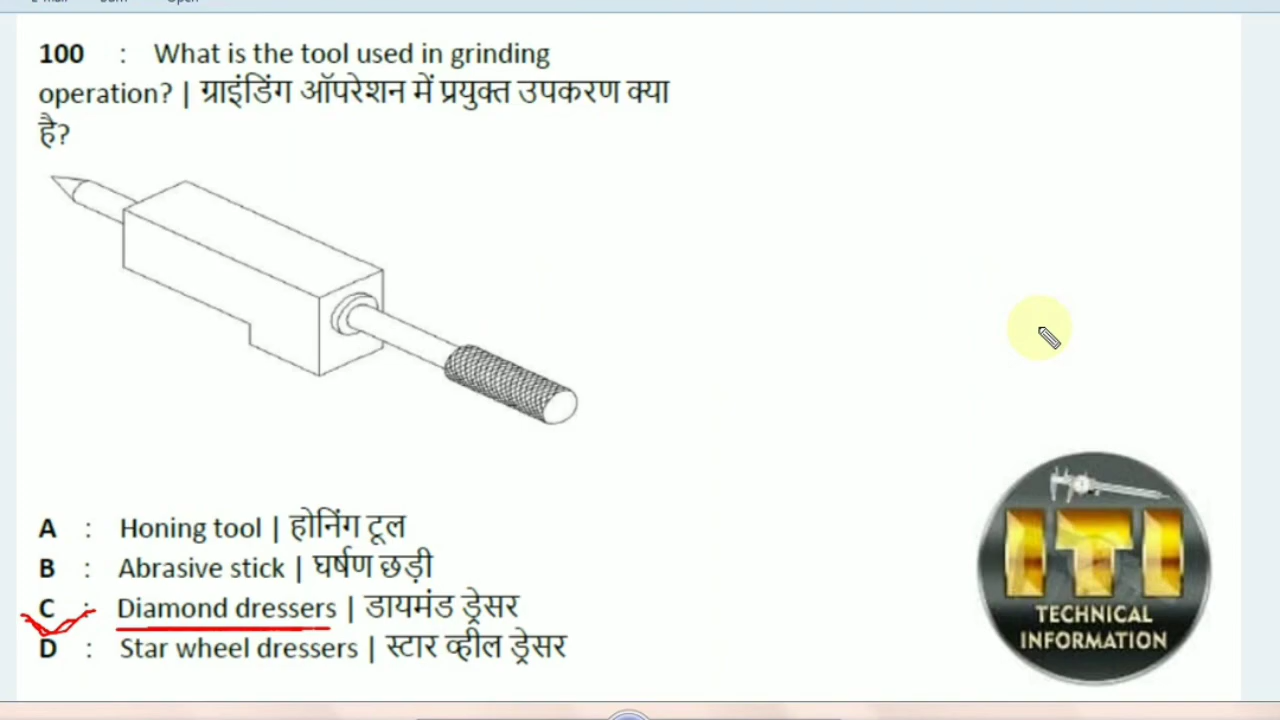 100 : What is the tool used in grinding
operation? | ग्राइंडिंग ऑपरेशन में प्रयुक्त उपकरण क्या
है?
A : Honing tool | होनिंग टूल
B : Abrasive stick | घर्षण छड़ी
C : Diamond dressers | डायमंड ड्रेसर
D : Star wheel dressers | स्टार व्हील ड्रेसर
ITI
TECHNICAL
INFORMATION